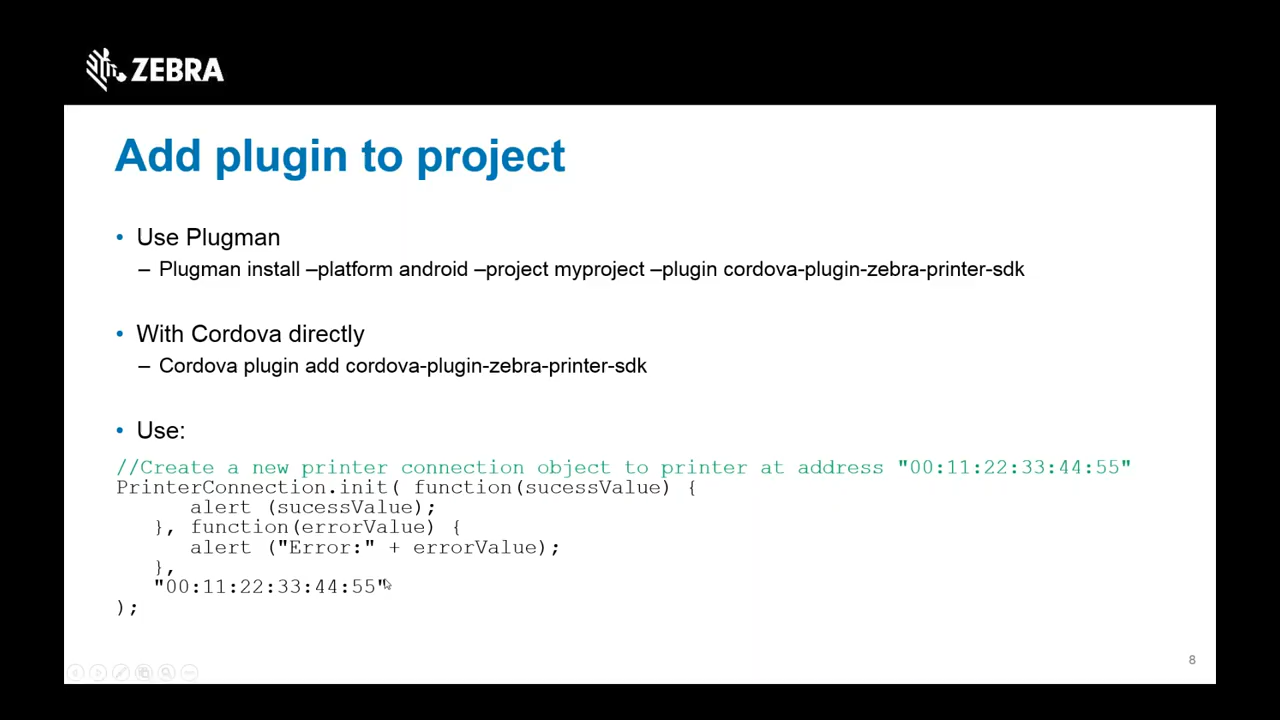 ZEBRA
Add plugin to project
• Use Plugman
– Plugman install –platform android –project myproject –plugin cordova-plugin-zebra-printer-sdk
• With Cordova directly
– Cordova plugin add cordova-plugin-zebra-printer-sdk
• Use:
//Create a new printer connection object to printer at address "00:11:22:33:44:55"
PrinterConnection.init( function(sucessValue) {
alert (sucessValue);
}, function(errorValue) {
alert ("Error:" + errorValue);
},
"00:11:22:33:44:55"
);
8